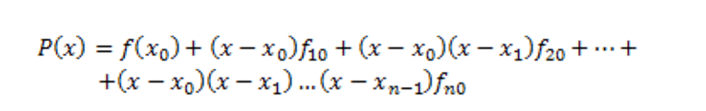 P(x) = f(x₀) + (x − x₀)f₁₀ + (x − x₀)(x − x₁)f₂₀ + ⋯ +
+(x − x₀)(x − x₁) … (x − xₙ₋₁)fₙ₀